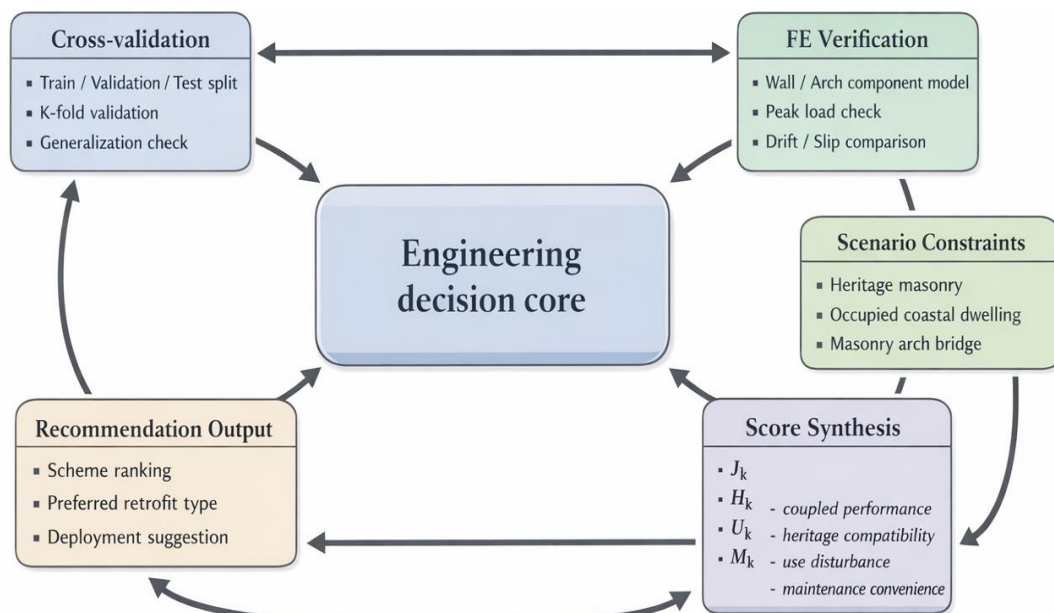 Cross-validation
▪ Train / Validation / Test split
▪ K-fold validation
▪ Generalization check
FE Verification
▪ Wall / Arch component model
▪ Peak load check
▪ Drift / Slip comparison
Engineering
decision core
Scenario Constraints
▪ Heritage masonry
▪ Occupied coastal dwelling
▪ Masonry arch bridge
Recommendation Output
▪ Scheme ranking
▪ Preferred retrofit type
▪ Deployment suggestion
Score Synthesis
▪ Jk
▪ Hk - coupled performance
▪ Uk - heritage compatibility
▪ Mk - use disturbance
- maintenance convenience